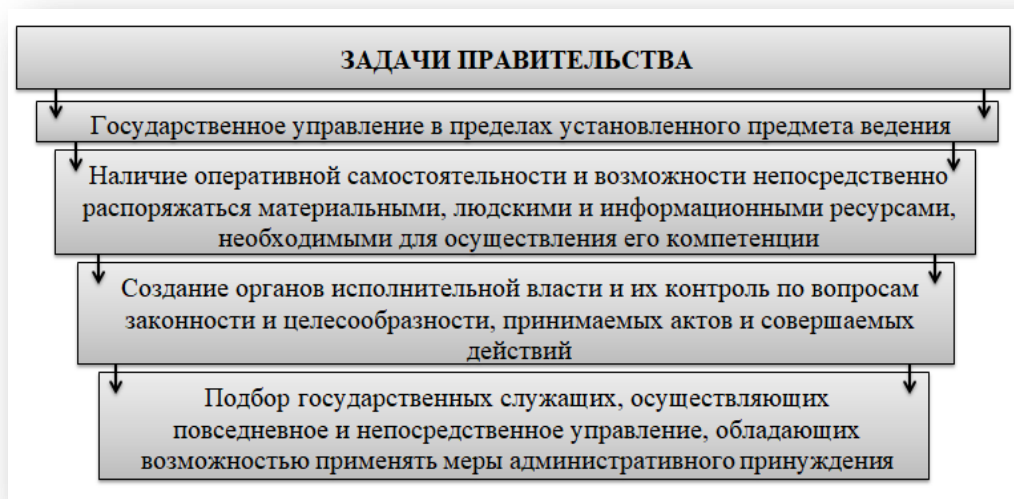 ЗАДАЧИ ПРАВИТЕЛЬСТВА
Государственное управление в пределах установленного предмета ведения
Наличие оперативной самостоятельности и возможности непосредственно
распоряжаться материальными, людскими и информационными ресурсами,
необходимыми для осуществления его компетенции
Создание органов исполнительной власти и их контроль по вопросам
законности и целесообразности, принимаемых актов и совершаемых
действий
Подбор государственных служащих, осуществляющих
повседневное и непосредственное управление, обладающих
возможностью применять меры административного принуждения